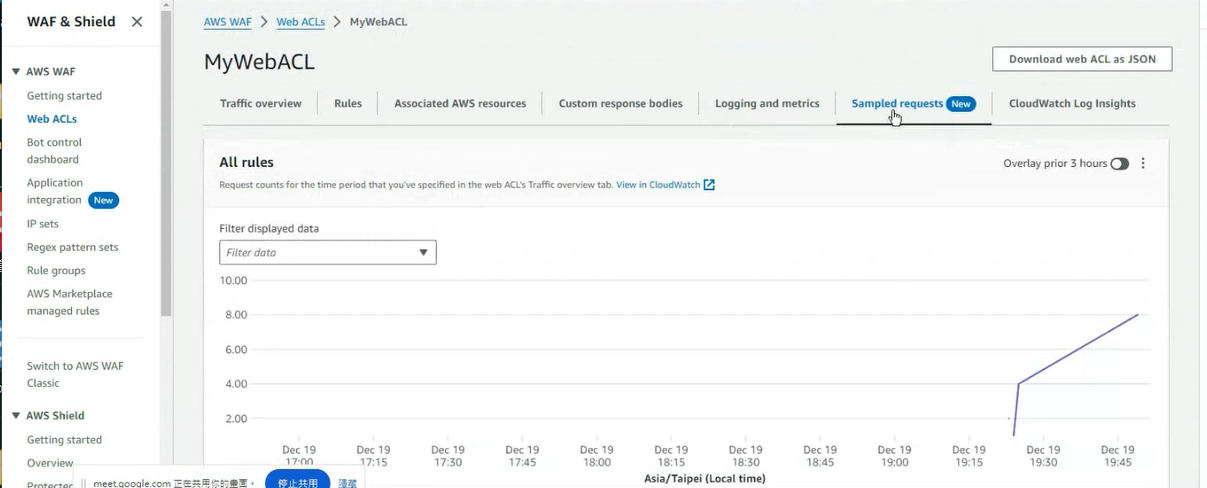 WAF & Shield
AWS WAF
Getting started
Web ACLs
Bot control
dashboard
Application
integration New
IP sets
Regex pattern sets
Rule groups
AWS Marketplace
managed rules
Switch to AWS WAF
Classic
AWS Shield
Getting started
Overview
AWS WAF > Web ACLs > MyWebACL
MyWebACL
Download web ACL as JSON
Traffic overview
Rules
Associated AWS resources
Custom response bodies
Logging and metrics
Sampled requests New
CloudWatch Log Insights
All rules
Overlay prior 3 hours
Request counts for the time period that you've specified in the web ACL's Traffic overview tab. View in CloudWatch
Filter displayed data
Filter data
10.00
8.00
6.00
4.00
2.00
Dec 19 Dec 19 Dec 19 Dec 19 Dec 19 Dec 19 Dec 19 Dec 19 Dec 19 Dec 19 Dec 19 Dec 19
17:00 17:15 17:30 17:45 18:00 18:15 18:30 18:45 19:00 19:15 19:30 19:45
Asia/Taipei (Local time)
meet.google.com 正在共用你的畫面。 停止共用 隱藏